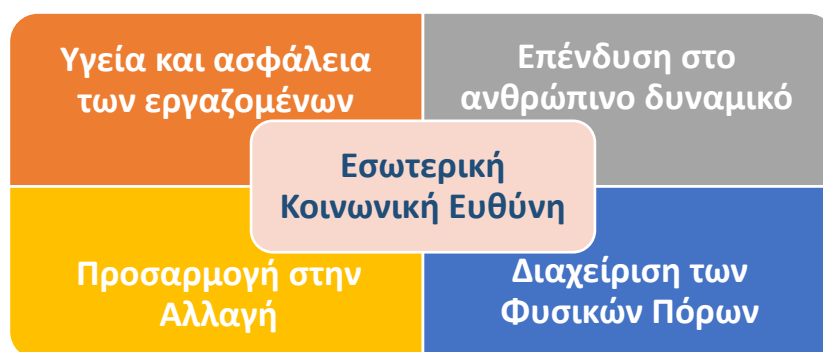 Υγεία και ασφάλεια
των εργαζομένων
Επένδυση στο
ανθρώπινο δυναμικό
Εσωτερική
Κοινωνική Ευθύνη
Προσαρμογή στην
Αλλαγή
Διαχείριση των
Φυσικών Πόρων